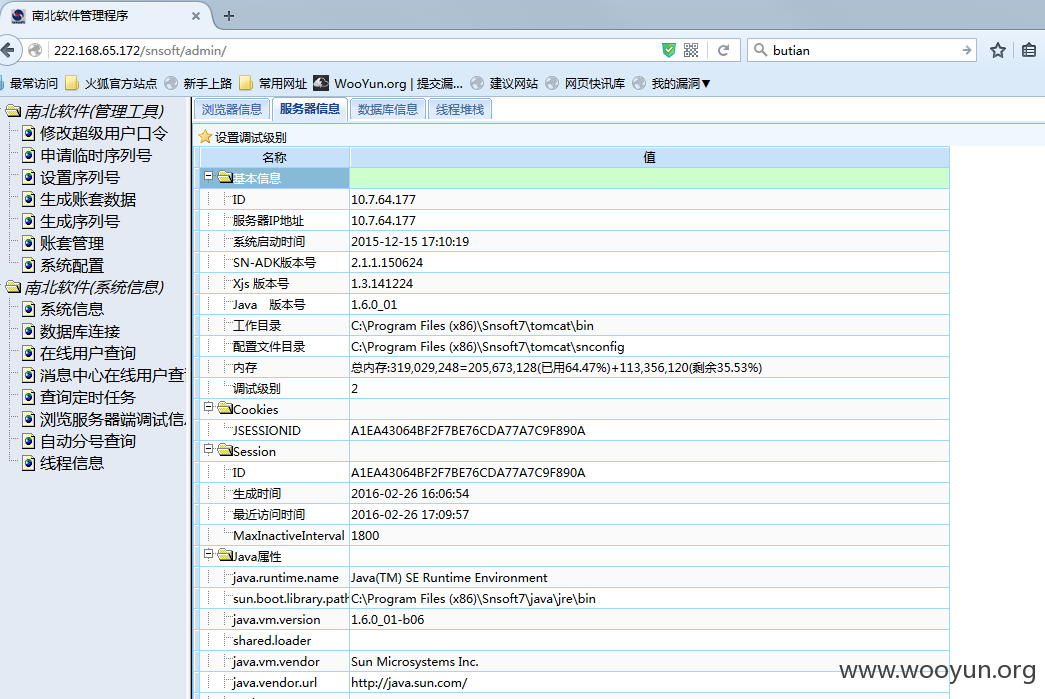 南北软件管理程序
222.168.65.172/snsoft/admin/
butian
最常访问 火狐官方站点 新手上路 常用网址 WooYun.org | 提交漏... 建议网站 网页快讯库 我的漏洞▼
南北软件(管理工具)
修改超级用户口令
申请临时序列号
设置序列号
生成账套数据
生成序列号
账套管理
系统配置
南北软件(系统信息)
系统信息
数据库连接
在线用户查询
消息中心在线用户查
查询定时任务
浏览服务器端调试信
自动分号查询
线程信息
浏览器信息 服务器信息 数据库信息 线程堆栈
设置调试级别
名称 值
基本信息
ID 10.7.64.177
服务器IP地址 10.7.64.177
系统启动时间 2015-12-15 17:10:19
SN-ADK版本号 2.1.1.150624
Xjs 版本号 1.3.141224
Java 版本号 1.6.0_01
工作目录 C:\Program Files (x86)\Snsoft7\tomcat\bin
配置文件目录 C:\Program Files (x86)\Snsoft7\tomcat\snconfig
内存 总内存:319,029,248=205,673,128(已用64.47%)+113,356,120(剩余35.53%)
调试级别 2
Cookies
JSESSIONID A1EA43064BF2F7BE76CDA77A7C9F890A
Session
ID A1EA43064BF2F7BE76CDA77A7C9F890A
生成时间 2016-02-26 16:06:54
最近访问时间 2016-02-26 17:09:57
MaxInactiveInterval 1800
Java属性
java.runtime.name Java(TM) SE Runtime Environment
sun.boot.library.path C:\Program Files (x86)\Snsoft7\java\jre\bin
java.vm.version 1.6.0_01-b06
shared.loader
java.vm.vendor Sun Microsystems Inc.
java.vendor.url http://java.sun.com/
www.wooyun.org